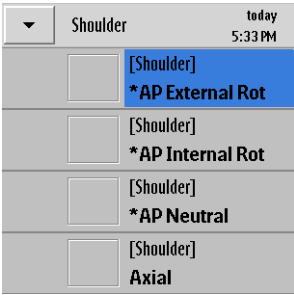 Shoulder today
5:33 PM
[Shoulder]
*AP External Rot
[Shoulder]
*AP Internal Rot
[Shoulder]
*AP Neutral
[Shoulder]
Axial